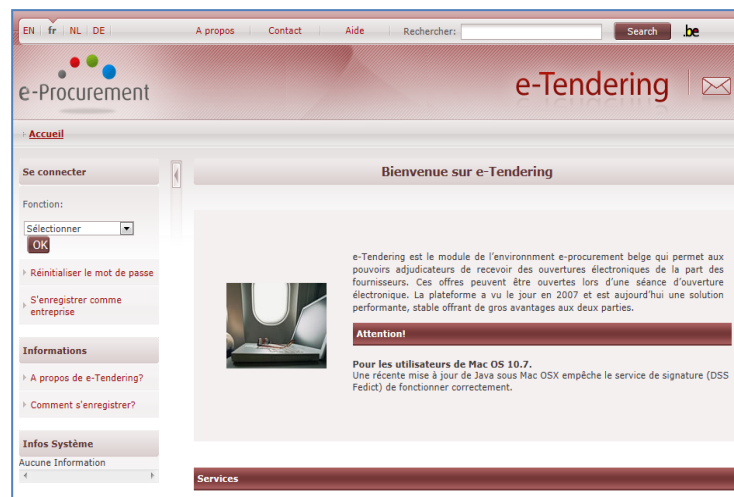 EN fr NL DE A propos Contact Aide Rechercher: Search .be
e-Procurement
e-Tendering
Accueil
Se connecter
Fonction:
Sélectionner
OK
Réinitialiser le mot de passe
S'enregistrer comme
entreprise
Informations
A propos de e-Tendering?
Comment s'enregistrer?
Infos Système
Aucune Information
Bienvenue sur e-Tendering
e-Tendering est le module de l'environnment e-procurement belge qui permet aux
pouvoirs adjudicateurs de recevoir des ouvertures électroniques de la part des
fournisseurs. Ces offres peuvent être ouvertes lors d'une séance d'ouverture
électronique. La plateforme a vu le jour en 2007 et est aujourd'hui une solution
performante, stable offrant de gros avantages aux deux parties.
Attention!
Pour les utilisateurs de Mac OS 10.7.
Une récente mise à jour de Java sous Mac OSX empêche le service de signature (DSS
Fedict) de fonctionner correctement.
Services